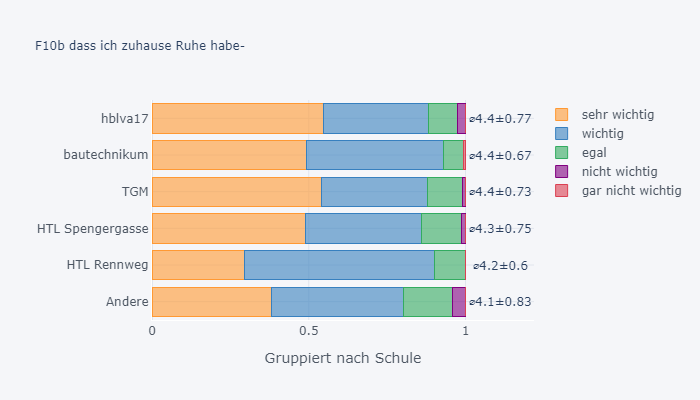 F10b dass ich zuhause Ruhe habe-
hblva17
⌀4.4±0.77
bautechnikum
⌀4.4±0.67
TGM
⌀4.4±0.73
HTL Spengergasse
⌀4.3±0.75
HTL Rennweg
⌀4.2±0.6
Andere
⌀4.1±0.83
0
0.5
1
Gruppiert nach Schule
sehr wichtig
wichtig
egal
nicht wichtig
gar nicht wichtig